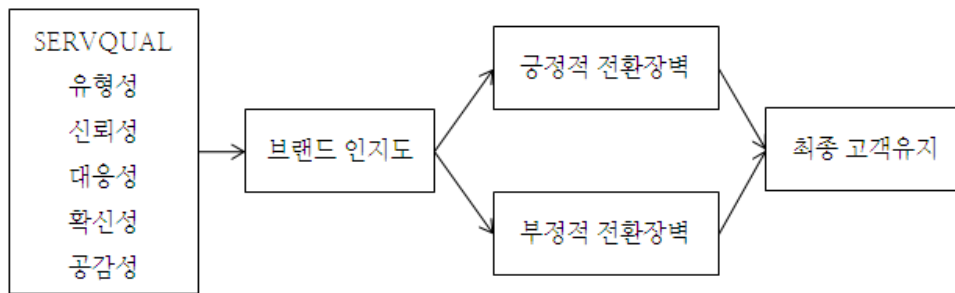 SERVQUAL
유형성
신뢰성
대응성
확신성
공감성
브랜드 인지도
긍정적 전환장벽
부정적 전환장벽
최종 고객유지